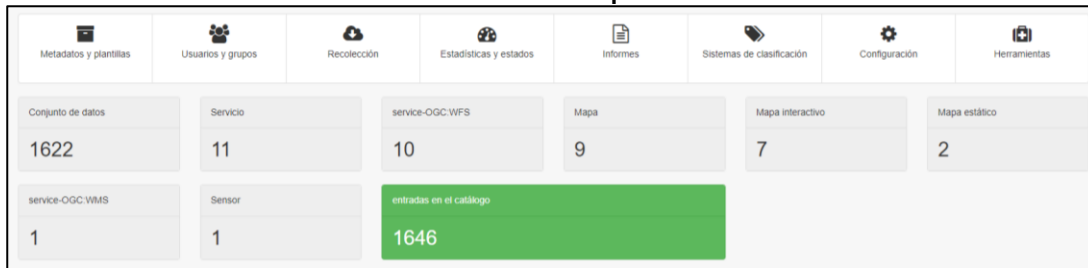 Metadatos y plantillas
Usuarios y grupos
Recolección
Estadísticas y estados
Informes
Sistemas de clasificación
Configuración
Herramientas
Conjunto de datos
1622
Servicio
11
service-OGC:WFS
10
Mapa
9
Mapa interactivo
7
Mapa estático
2
service-OGC:WMS
1
Sensor
1
entradas en el catálogo
1646